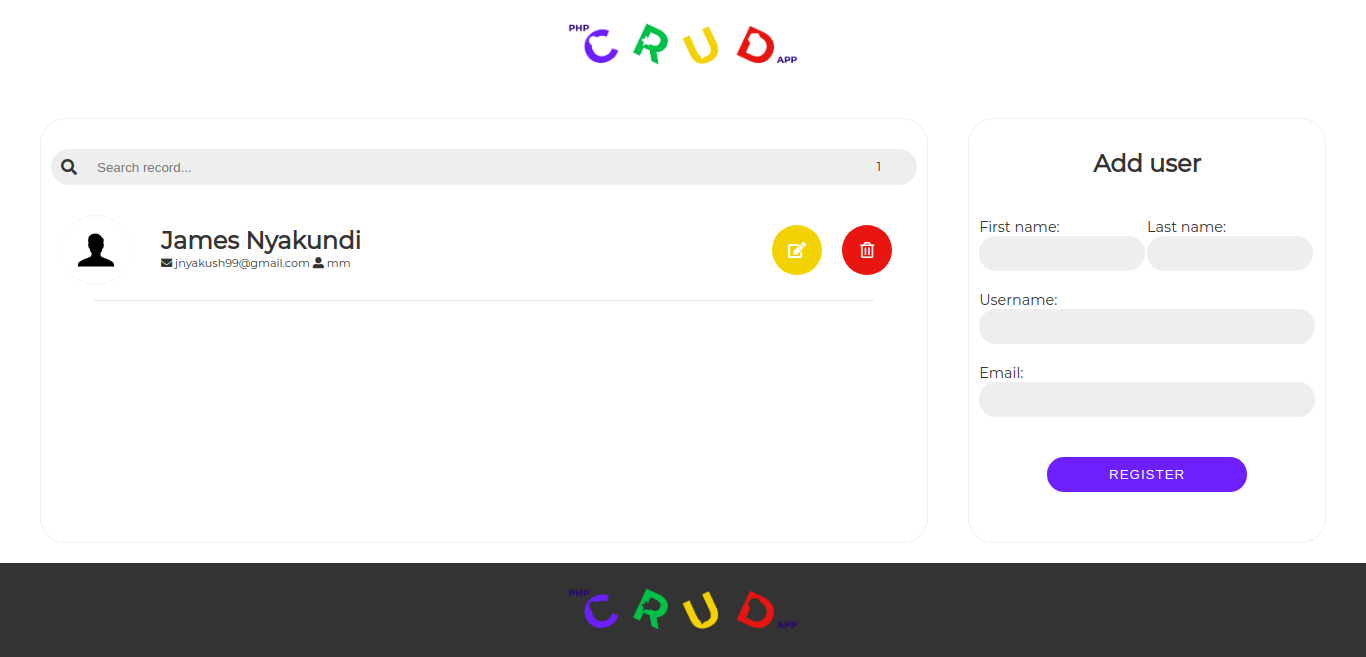 PHP CRUD APP
Search record... 1
James Nyakundi
jnyakush99@gmail.com mm
Add user
First name: Last name:
Username:
Email:
REGISTER
PHP CRUD APP